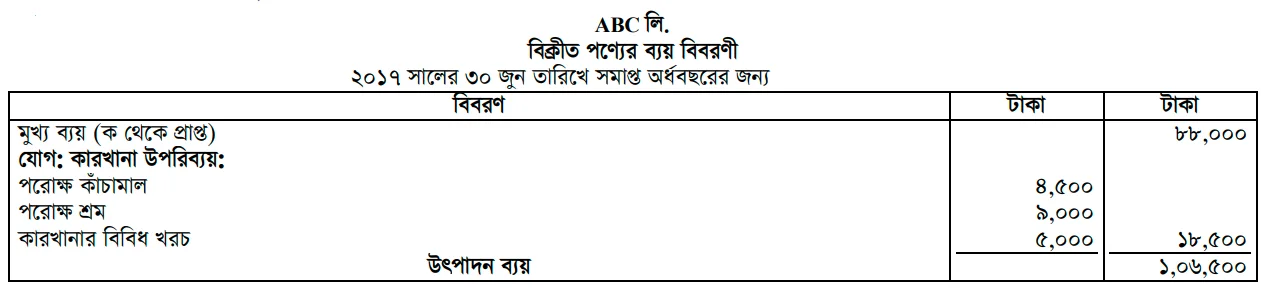 ABC লি.
বিক্রীত পণ্যের ব্যয় বিবরণী
২০১৭ সালের ৩০ জুন তারিখে সমাপ্ত অর্ধবছরের জন্য
বিবরণ টাকা টাকা
মুখ্য ব্যয় (ক থেকে প্রাপ্ত) ৮৮,০০০
যোগ: কারখানা উপরিব্যয়:
পরোক্ষ কাঁচামাল ৪,৫০০
পরোক্ষ শ্রম ৯,০০০
কারখানার বিবিধ খরচ ৫,০০০ ১৮,৫০০
উৎপাদন ব্যয় ১,০৬,৫০০